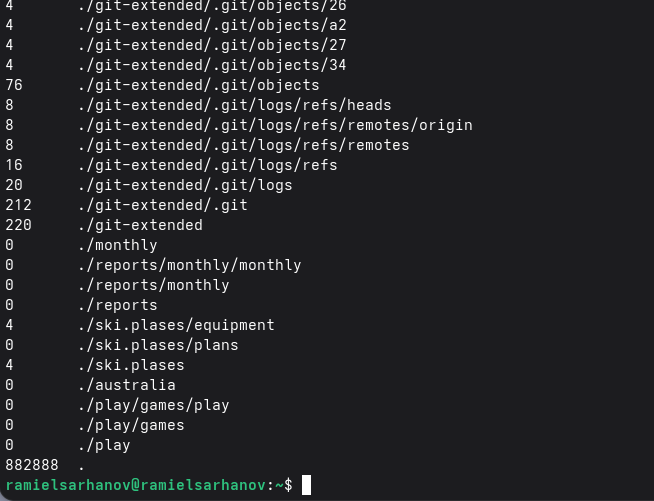 4 ./git-extended/.git/objects/26
4 ./git-extended/.git/objects/a2
4 ./git-extended/.git/objects/27
4 ./git-extended/.git/objects/34
76 ./git-extended/.git/objects
8 ./git-extended/.git/logs/refs/heads
8 ./git-extended/.git/logs/refs/remotes/origin
8 ./git-extended/.git/logs/refs/remotes
16 ./git-extended/.git/logs/refs
20 ./git-extended/.git/logs
212 ./git-extended/.git
220 ./git-extended
0 ./monthly
0 ./reports/monthly/monthly
0 ./reports/monthly
0 ./reports
4 ./ski.plases/equipment
0 ./ski.plases/plans
4 ./ski.plases
0 ./australia
0 ./play/games/play
0 ./play/games
0 ./play
882888 .
ramielsarhanov@ramielsarhanov:~$